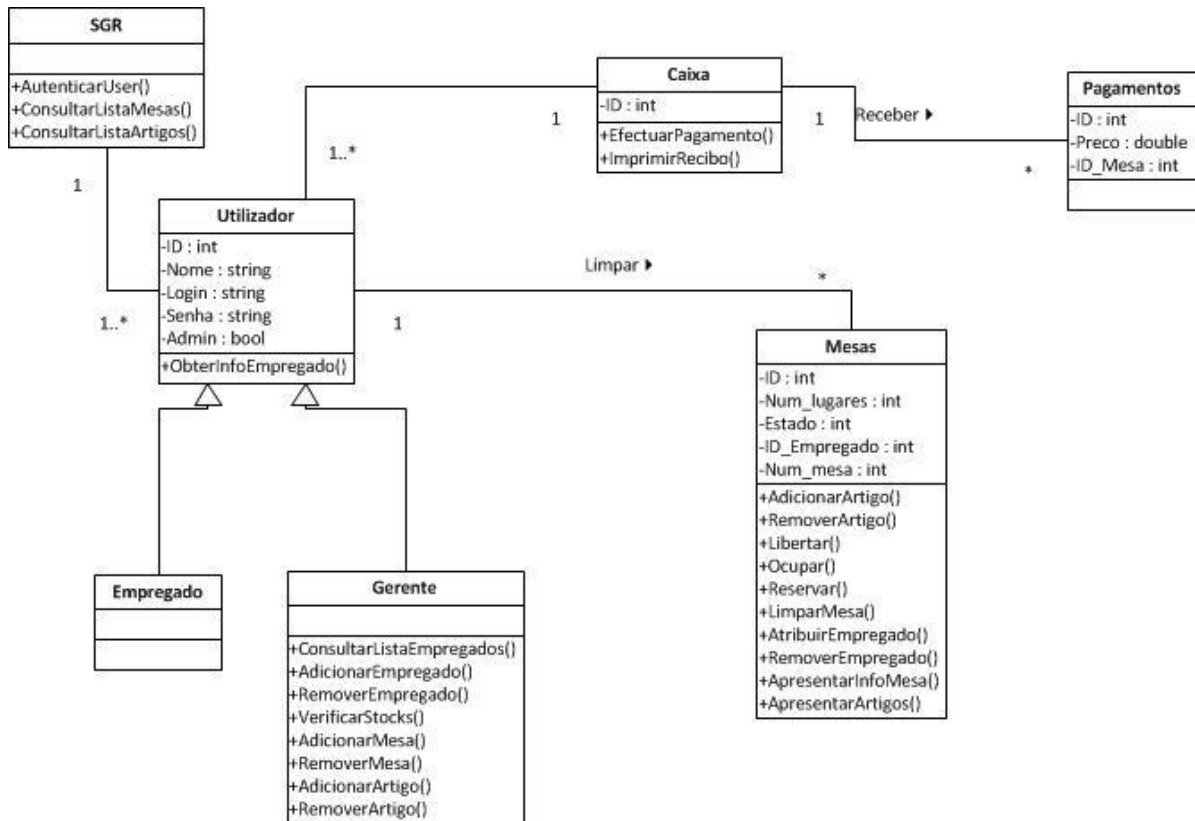 SGR
+AutenticarUser()
+ConsultarListaMesas()
+ConsultarListaArtigos()
1
1..*
Utilizador
-ID : int
-Nome : string
-Login : string
-Senha : string
-Admin : bool
+ObterInfoEmpregado()
1..*
1
Caixa
-ID : int
+EfectuarPagamento()
+ImprimirRecibo()
1
Receber
*
Pagamentos
-ID : int
-Preco : double
-ID_Mesa : int
1
Limpar
*
Mesas
-ID : int
-Num_lugares : int
-Estado : int
-ID_Empregado : int
-Num_mesa : int
+AdicionarArtigo()
+RemoverArtigo()
+Libertar()
+Ocupar()
+Reservar()
+LimparMesa()
+AtribuirEmpregado()
+RemoverEmpregado()
+ApresentarInfoMesa()
+ApresentarArtigos()
Empregado
Gerente
+ConsultarListaEmpregados()
+AdicionarEmpregado()
+RemoverEmpregado()
+VerificarStocks()
+AdicionarMesa()
+RemoverMesa()
+AdicionarArtigo()
+RemoverArtigo()